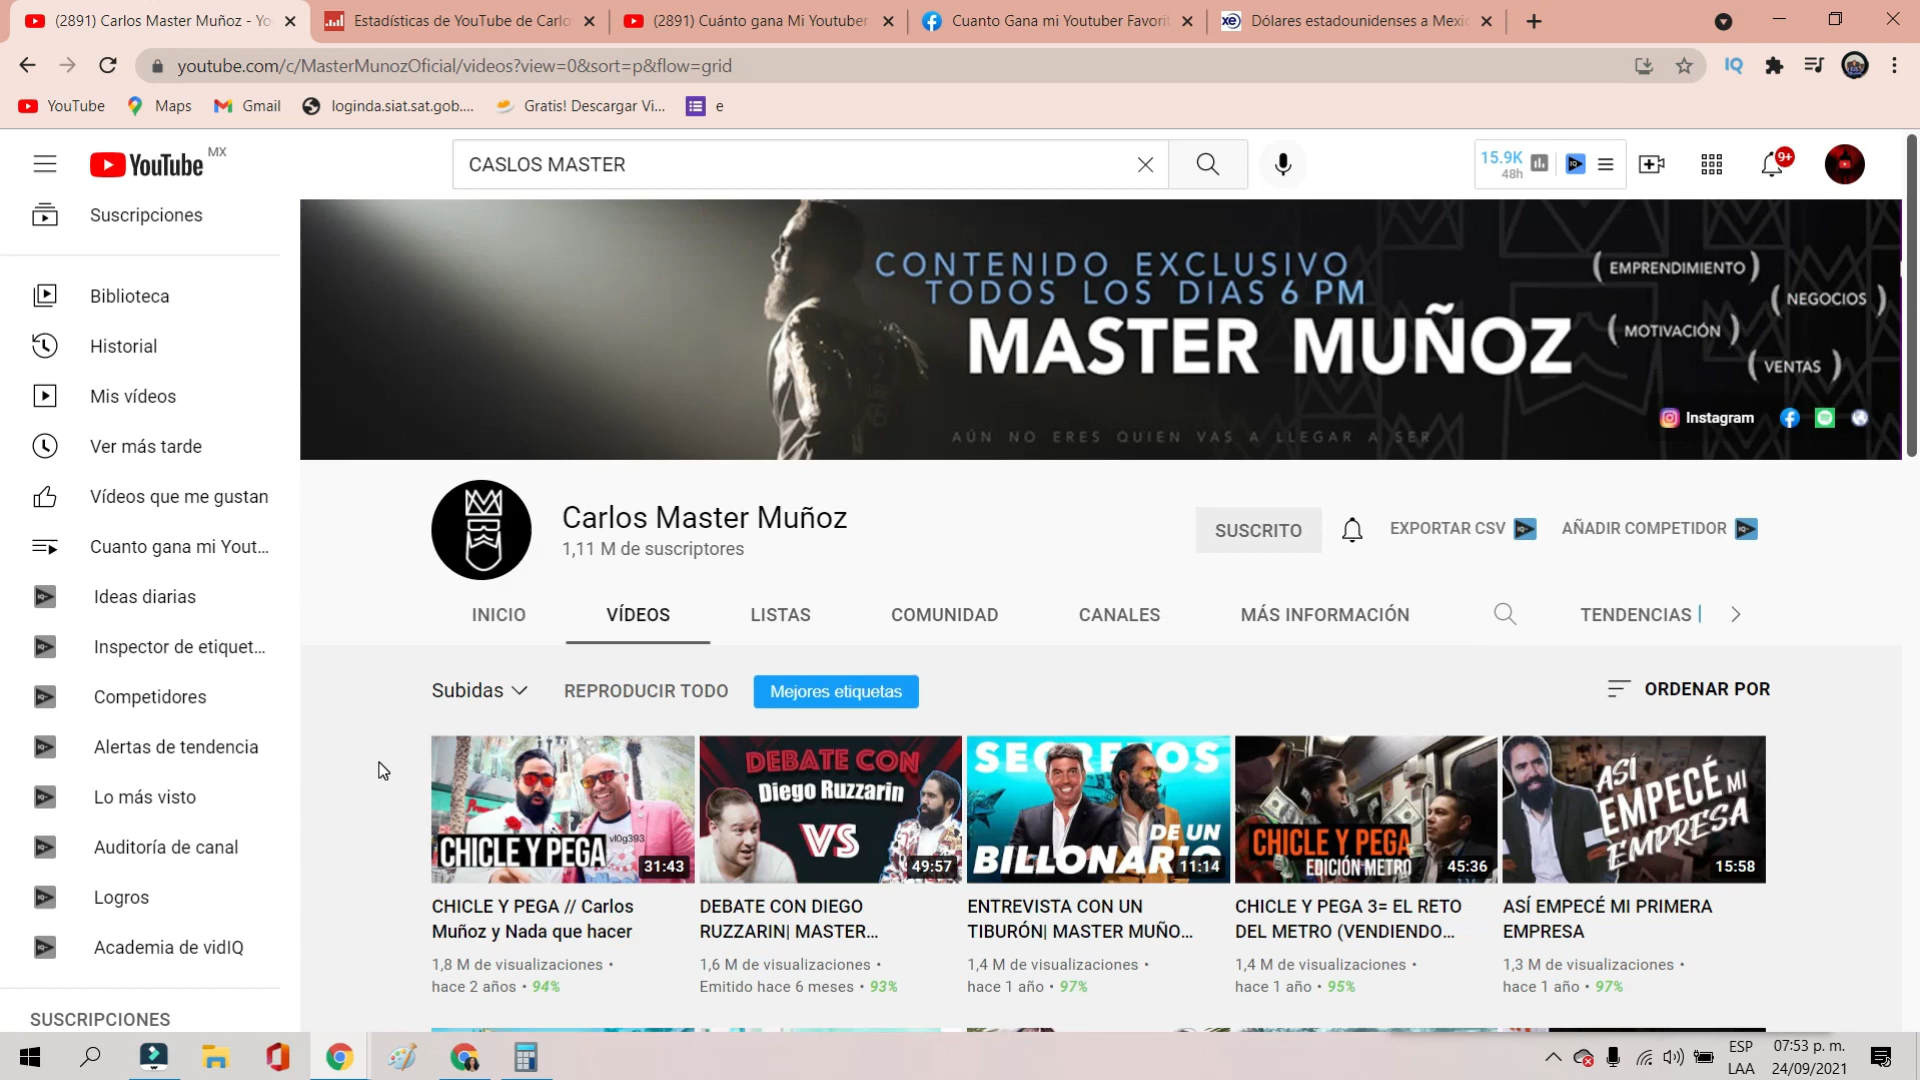 (2891) Carlos Master Muñoz - Yo
Estadísticas de YouTube de Carlo
(2891) Cuánto gana Mi Youtuber
Cuanto Gana mi Youtuber Favorit
Dólares estadounidenses a Mexic
youtube.com/c/MasterMunozOficial/videos?view=0&sort=p&flow=grid
YouTube
Maps
Gmail
loginda.siat.sat.gob....
Gratis! Descargar Vi...
e
YouTube MX
CASLOS MASTER
15.9K
48h
9+
Suscripciones
Biblioteca
Historial
Mis vídeos
Ver más tarde
Vídeos que me gustan
Cuanto gana mi Yout...
Ideas diarias
Inspector de etiquet...
Competidores
Alertas de tendencia
Lo más visto
Auditoría de canal
Logros
Academia de vidIQ
SUSCRIPCIONES
CONTENIDO EXCLUSIVO
TODOS LOS DIAS 6 PM
MASTER MUÑOZ
AÚN NO ERES QUIEN VAS A LLEGAR A SER
( EMPRENDIMIENTO )
( NEGOCIOS )
( MOTIVACIÓN )
( VENTAS )
Instagram
Carlos Master Muñoz
1,11 M de suscriptores
SUSCRITO
EXPORTAR CSV
AÑADIR COMPETIDOR
INICIO
VÍDEOS
LISTAS
COMUNIDAD
CANALES
MÁS INFORMACIÓN
TENDENCIAS
Subidas
REPRODUCIR TODO
Mejores etiquetas
ORDENAR POR
CHICLE Y PEGA
vl0g393
31:43
DEBATE CON
Diego Ruzzarin
VS
49:57
SECRETOS
DE UN
BILLONARIO
11:14
CHICLE Y PEGA
EDICIÓN METRO
45:36
ASÍ
EMPECÉ MI
EMPRESA
15:58
CHICLE Y PEGA // Carlos
Muñoz y Nada que hacer
1,8 M de visualizaciones •
hace 2 años • 94%
DEBATE CON DIEGO
RUZZARIN| MASTER...
1,6 M de visualizaciones •
Emitido hace 6 meses • 93%
ENTREVISTA CON UN
TIBURÓN| MASTER MUÑO...
1,4 M de visualizaciones •
hace 1 año • 97%
CHICLE Y PEGA 3= EL RETO
DEL METRO (VENDIENDO...
1,4 M de visualizaciones •
hace 1 año • 95%
ASÍ EMPECÉ MI PRIMERA
EMPRESA
1,3 M de visualizaciones •
hace 1 año • 97%
ESP
LAA
07:53 p. m.
24/09/2021